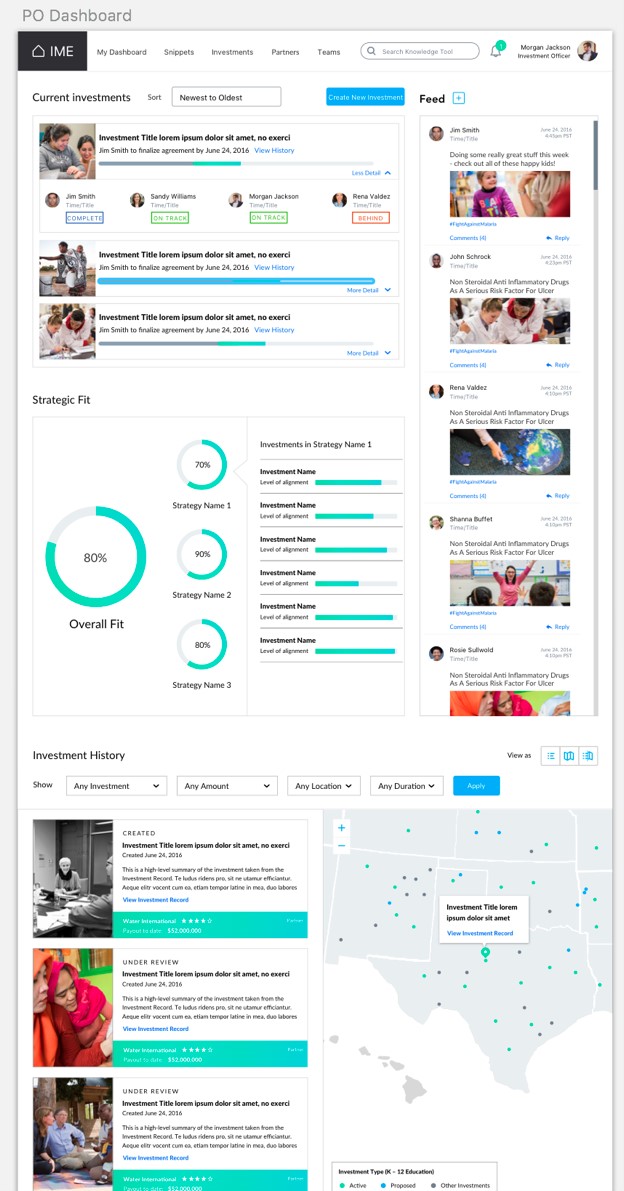 PO Dashboard
IME
My Dashboard
Snippets
Investments
Partners
Teams
Search Knowledge Tool
1
Morgan Jackson
Investment Officer
Current investments
Sort
Newest to Oldest
Create New Investment
Investment Title lorem ipsum dolor sit amet, no exerci
Jim Smith to finalize agreement by June 24, 2016 View History
Less Detail
Jim Smith
Time/Title
COMPLETE
Sandy Williams
Time/Title
ON TRACK
Morgan Jackson
Time/Title
ON TRACK
Rena Valdez
Time/Title
BEHIND
Investment Title lorem ipsum dolor sit amet, no exerci
Jim Smith to finalize agreement by June 24, 2016 View History
More Detail
Investment Title lorem ipsum dolor sit amet, no exerci
Jim Smith to finalize agreement by June 24, 2016 View History
More Detail
Feed
+
Jim Smith
Time/Title
June 24, 2016
4:45pm PST
Doing some really great stuff this week
- check out all of these happy kids!
#FightAgainstMalaria
Comments (4)
Reply
John Schrock
Time/Title
June 24, 2016
4:23pm PST
Non Steroidal Anti Inflammatory Drugs
As A Serious Risk Factor For Ulcer
#FightAgainstMalaria
Comments (4)
Reply
Rena Valdez
Time/Title
June 24, 2016
4:10pm PST
Non Steroidal Anti Inflammatory Drugs
As A Serious Risk Factor For Ulcer
#FightAgainstMalaria
Comments (4)
Reply
Shanna Buffet
Time/Title
June 24, 2016
4:10pm PST
Non Steroidal Anti Inflammatory Drugs
As A Serious Risk Factor For Ulcer
#FightAgainstMalaria
Comments (4)
Reply
Rosie Sullwold
Time/Title
June 24, 2016
4:10pm PST
Non Steroidal Anti Inflammatory Drugs
As A Serious Risk Factor For Ulcer
Strategic Fit
80%
Overall Fit
70%
Strategy Name 1
90%
Strategy Name 2
80%
Strategy Name 3
Investments in Strategy Name 1
Investment Name
Level of alignment
Investment Name
Level of alignment
Investment Name
Level of alignment
Investment Name
Level of alignment
Investment Name
Level of alignment
Investment Name
Level of alignment
Investment History
View as
Show
Any Investment
Any Amount
Any Location
Any Duration
Apply
CREATED
Investment Title lorem ipsum dolor sit amet, no exerci
Created June 24, 2016
This is a high-level summary of the investment taken from the
Investment Record. Te ludus ridens pro, sit ne utamur efficiantur.
Aeque elitr vocent cum ea, etiam tempor latine in mea, duo labores
View Investment Record
Water International ★★★★☆
Partner
Payout to date $52,000,000
UNDER REVIEW
Investment Title lorem ipsum dolor sit amet, no exerci
Created June 24, 2016
This is a high-level summary of the investment taken from the
Investment Record. Te ludus ridens pro, sit ne utamur efficiantur.
Aeque elitr vocent cum ea, etiam tempor latine in mea, duo labores
View Investment Record
Water International ★★★★☆
Partner
Payout to date $52,000,000
UNDER REVIEW
Investment Title lorem ipsum dolor sit amet, no exerci
Created June 24, 2016
This is a high-level summary of the investment taken from the
Investment Record. Te ludus ridens pro, sit ne utamur efficiantur.
Aeque elitr vocent cum ea, etiam tempor latine in mea, duo labores
View Investment Record
Water International ★★★★☆
Partner
+
−
Investment Title lorem
ipsum dolor sit amet
View Investment Record
Investment Type (K – 12 Education)
Active
Proposed
Other Investments